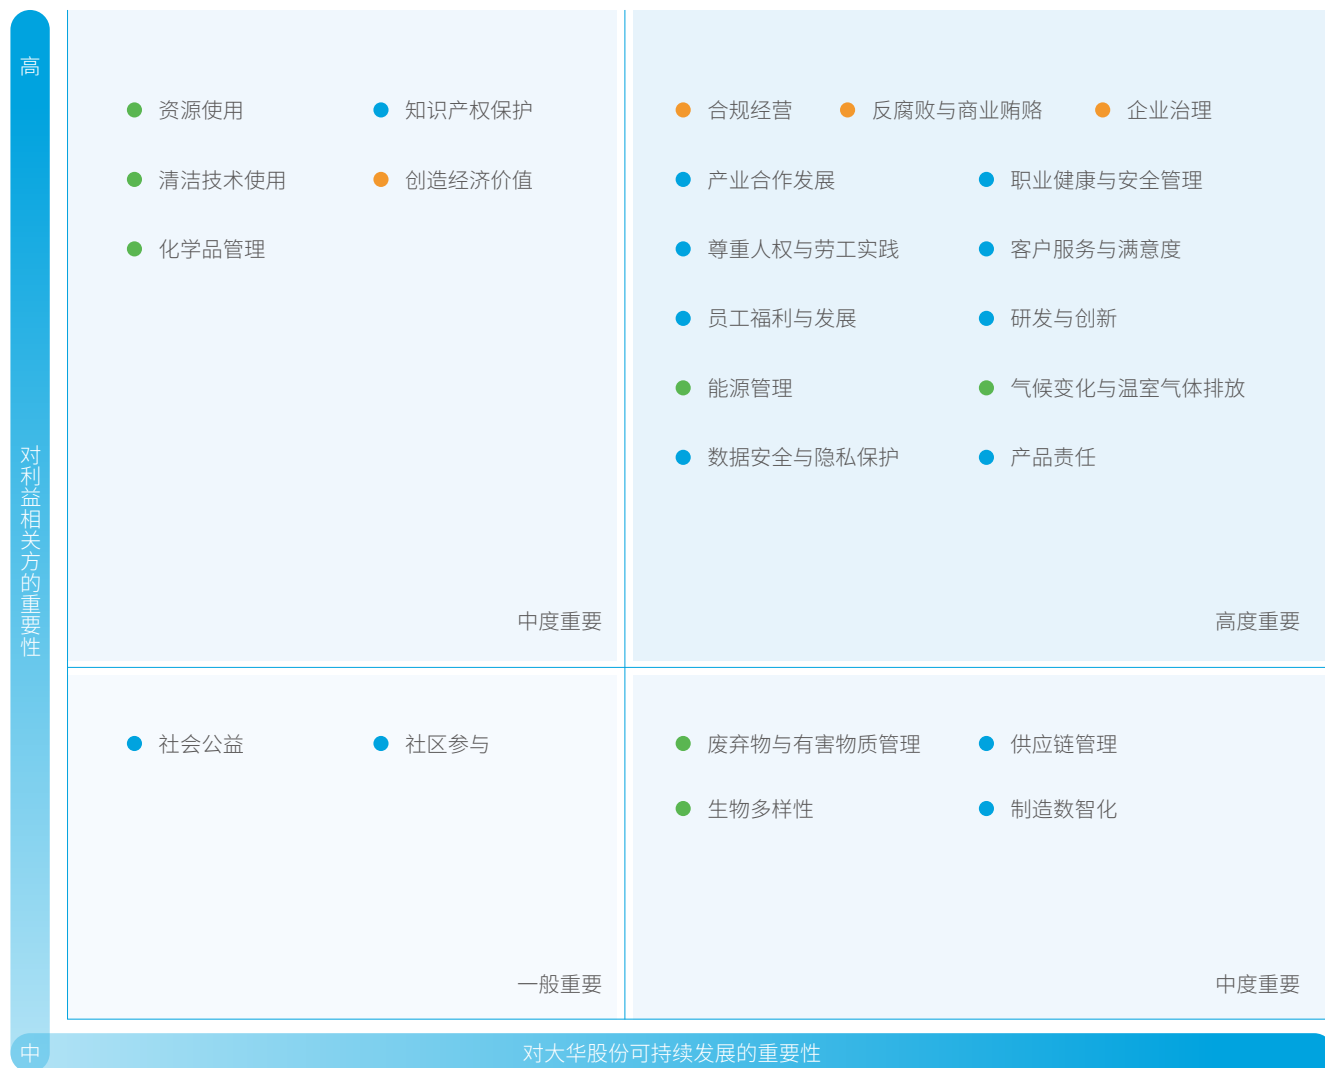 高
对利益相关方的重要性
资源使用
知识产权保护
清洁技术使用
创造经济价值
化学品管理
中度重要
合规经营
反腐败与商业贿赂
企业治理
产业合作发展
职业健康与安全管理
尊重人权与劳工实践
客户服务与满意度
员工福利与发展
研发与创新
能源管理
气候变化与温室气体排放
数据安全与隐私保护
产品责任
高度重要
社会公益
社区参与
一般重要
废弃物与有害物质管理
供应链管理
生物多样性
制造数智化
中度重要
中
对大华股份可持续发展的重要性